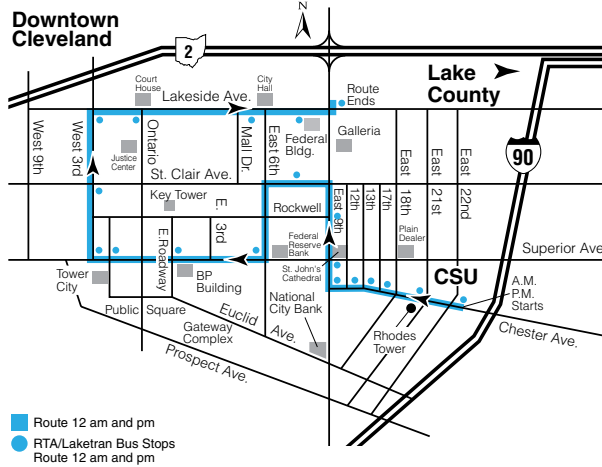 Downtown
Cleveland
N
2
Lake
County
90
Court
House
City
Hall
Lakeside Ave.
Route
Ends
West 9th
West 3rd
Ontario
Mall Dr.
East 6th
Federal
Bldg.
Galleria
Justice
Center
St. Clair Ave.
East
18th
East
21st
East
22nd
Key Tower
E.
3rd
Rockwell
East 9th
12th
13th
17th
E.Roadway
Federal
Reserve
Bank
Plain
Dealer
Superior Ave
St. John's
Cathedral
CSU
A.M.
P.M.
Starts
Tower
City
BP
Building
National
City Bank
Public Square
Euclid
Ave.
Gateway
Complex
Rhodes
Tower
Chester Ave.
Prospect Ave.
Route 12 am and pm
RTA/Laketran Bus Stops
Route 12 am and pm